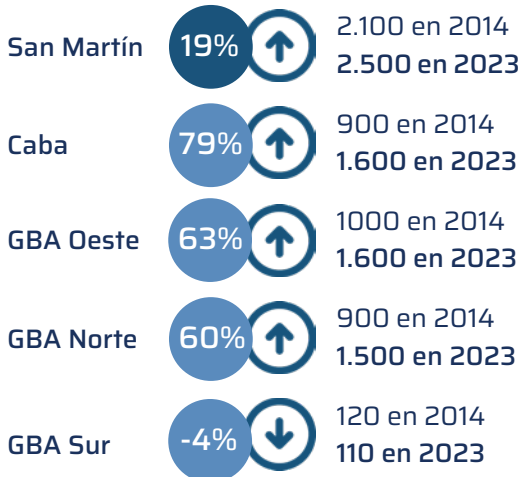 San Martín
19%
2.100 en 2014
2.500 en 2023
Caba
79%
900 en 2014
1.600 en 2023
GBA Oeste
63%
1000 en 2014
1.600 en 2023
GBA Norte
60%
900 en 2014
1.500 en 2023
GBA Sur
-4%
120 en 2014
110 en 2023